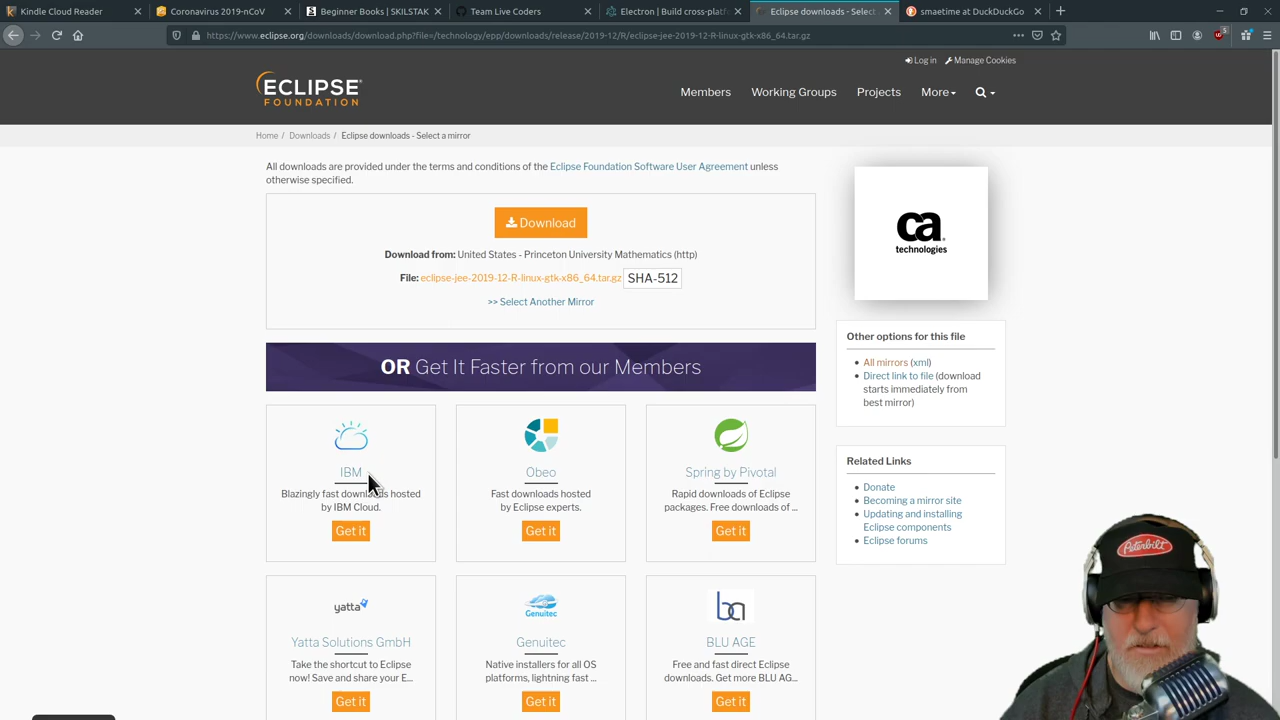 Kindle Cloud Reader
Coronavirus 2019-nCoV
Beginner Books | SKILSTAK
Team Live Coders
Electron | Build cross-platf
Eclipse downloads - Select
smaetime at DuckDuckGo
https://www.eclipse.org/downloads/download.php?file=/technology/epp/downloads/release/2019-12/R/eclipse-jee-2019-12-R-linux-gtk-x86_64.tar.gz
5
Log in
Manage Cookies
ECLIPSE
FOUNDATION
Members
Working Groups
Projects
More
Home / Downloads / Eclipse downloads - Select a mirror
All downloads are provided under the terms and conditions of the Eclipse Foundation Software User Agreement unless
otherwise specified.
Download
Download from: United States - Princeton University Mathematics (http)
File: eclipse-jee-2019-12-R-linux-gtk-x86_64.tar.gz SHA-512
>> Select Another Mirror
OR Get It Faster from our Members
IBM
Blazingly fast downloads hosted
by IBM Cloud.
Get it
Obeo
Fast downloads hosted
by Eclipse experts.
Get it
Spring by Pivotal
Rapid downloads of Eclipse
packages. Free downloads of ...
Get it
yatta
Yatta Solutions GmbH
Take the shortcut to Eclipse
now! Save and share your E...
Get it
Genuitec
Genuitec
Native installers for all OS
platforms, lightning fast ...
Get it
ba
BLU AGE
Free and fast direct Eclipse
downloads. Get more BLU AG...
Get it
ca
technologies
Other options for this file
All mirrors (xml)
Direct link to file (download
starts immediately from
best mirror)
Related Links
Donate
Becoming a mirror site
Updating and installing
Eclipse components
Eclipse forums
Peterbilt